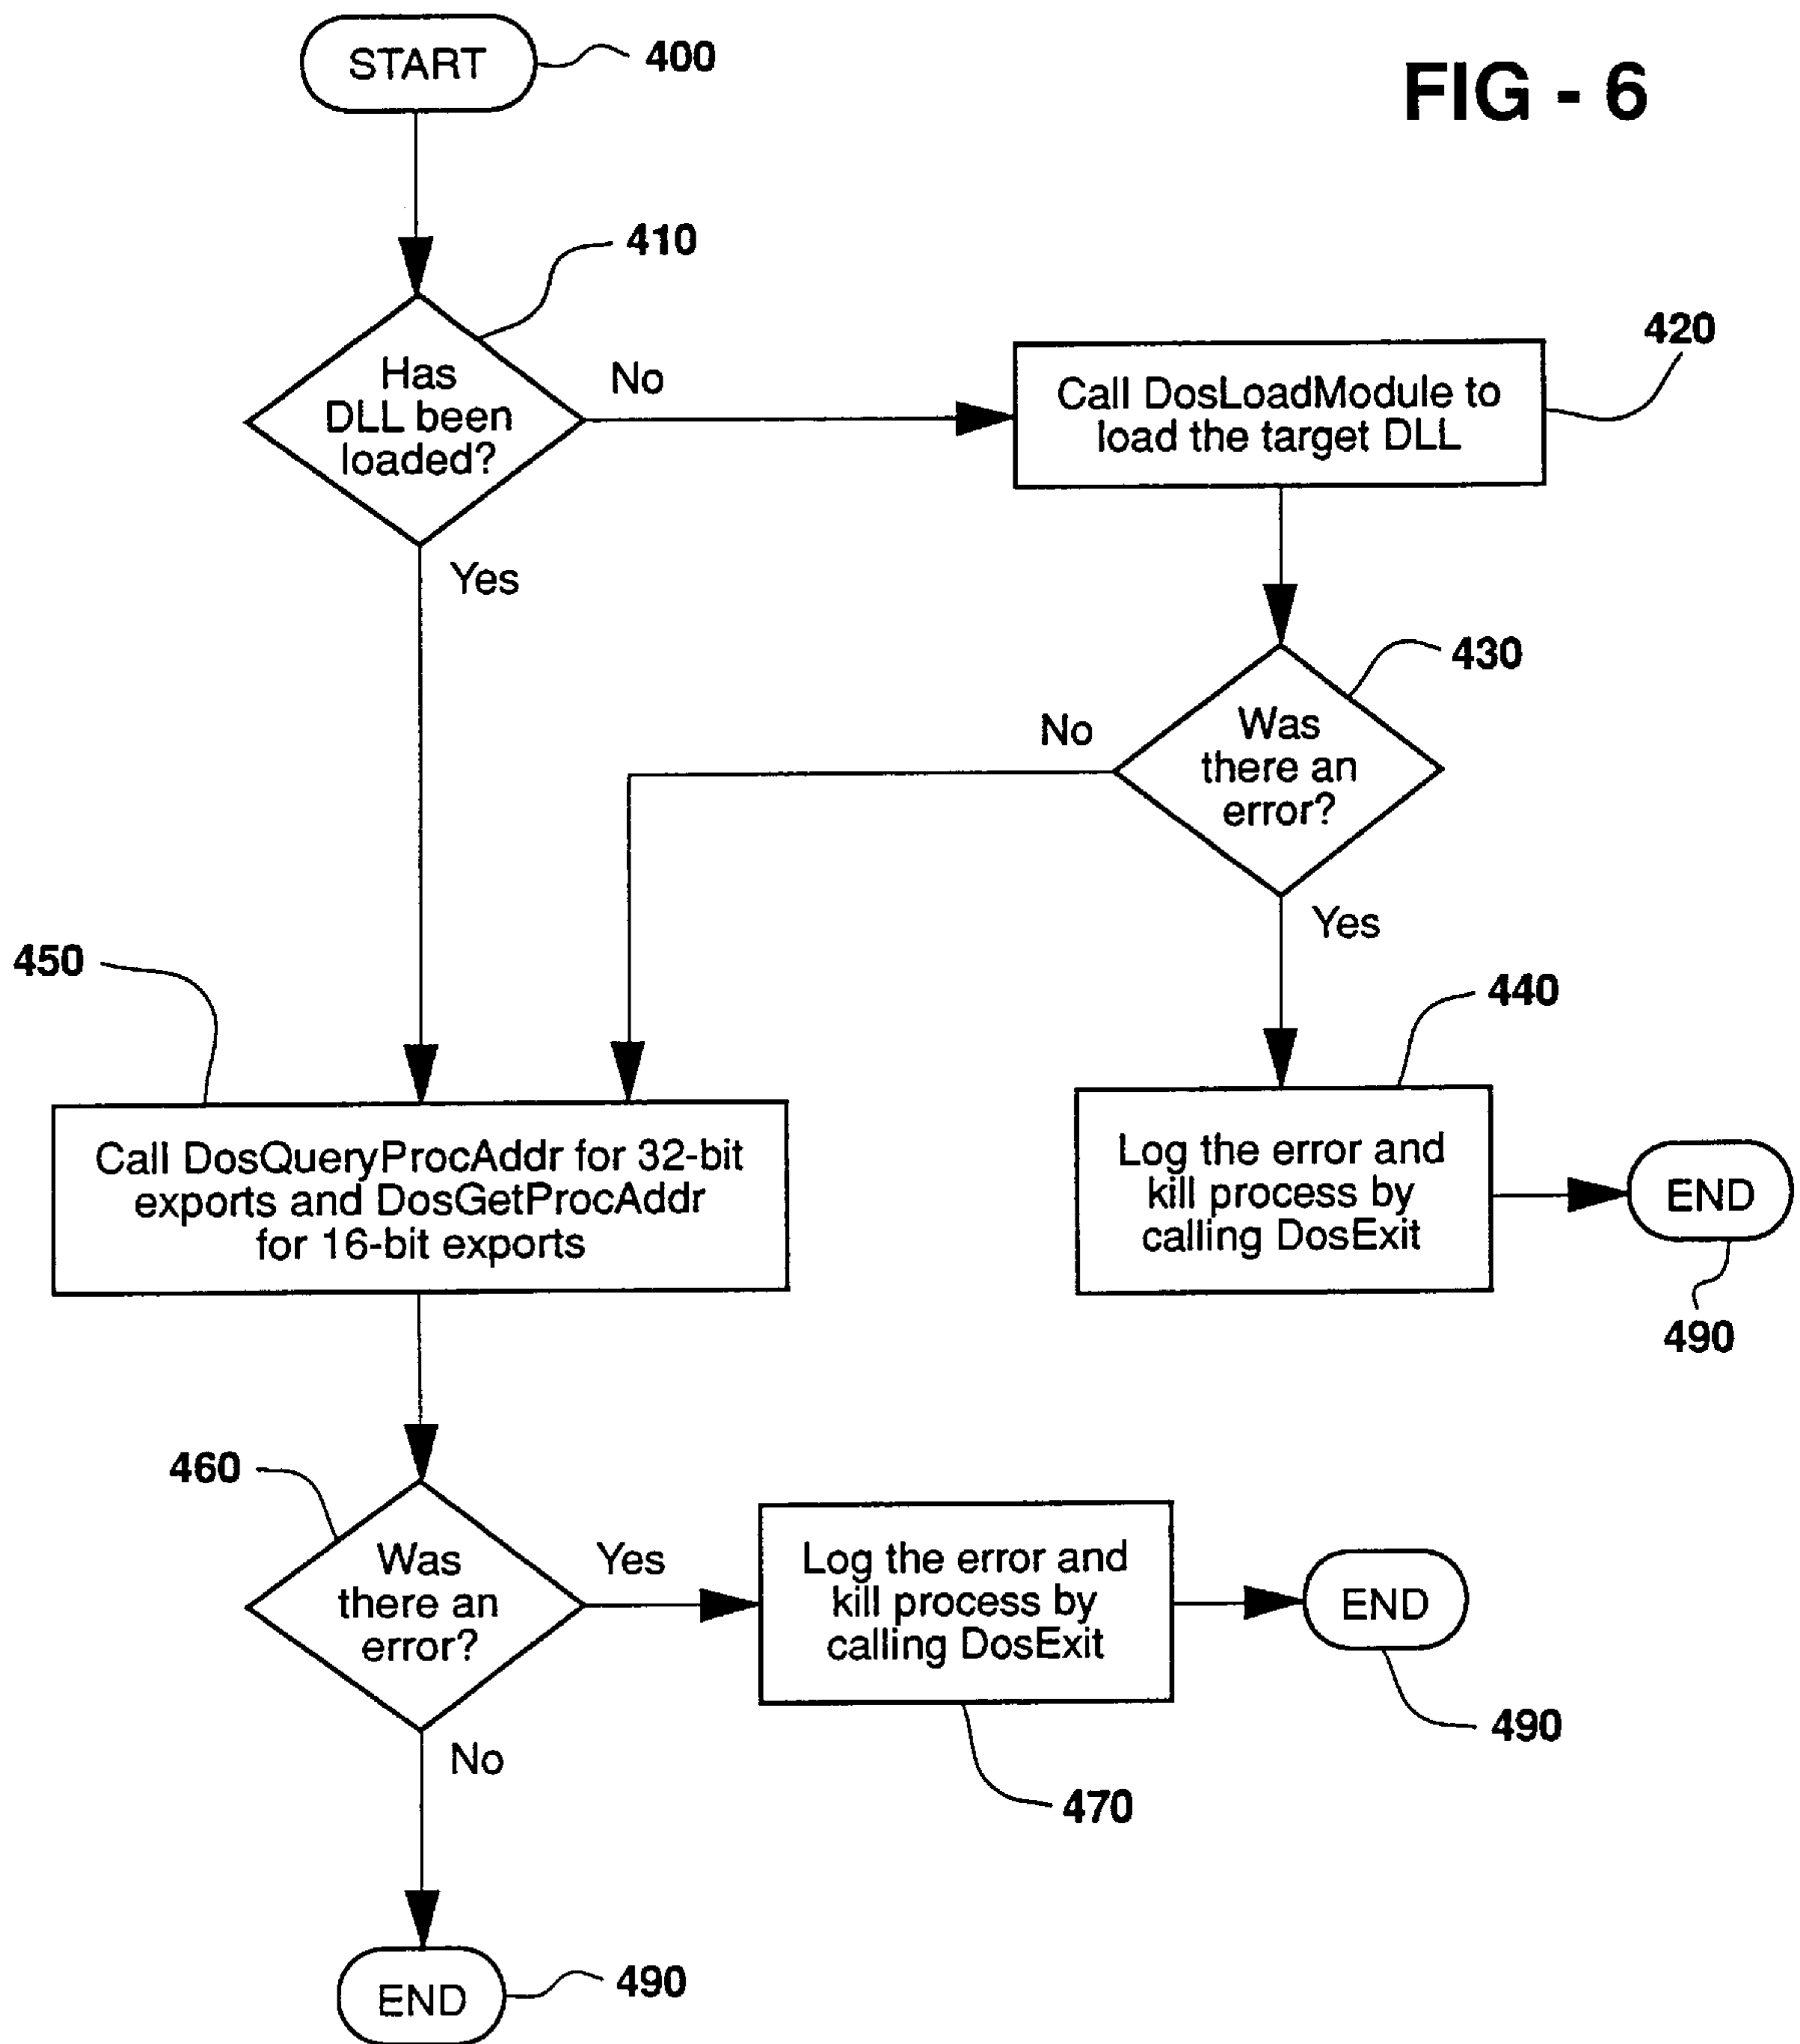 START
400
FIG - 6
410
Has
DLL been
loaded?
No
Yes
420
Call DosLoadModule to
load the target DLL
430
Was
there an
error?
No
Yes
450
440
Call DosQueryProcAddr for 32-bit
exports and DosGetProcAddr
for 16-bit exports
Log the error and
kill process by
calling DosExit
END
490
460
Was
there an
error?
Yes
No
Log the error and
kill process by
calling DosExit
470
END
490
END
490